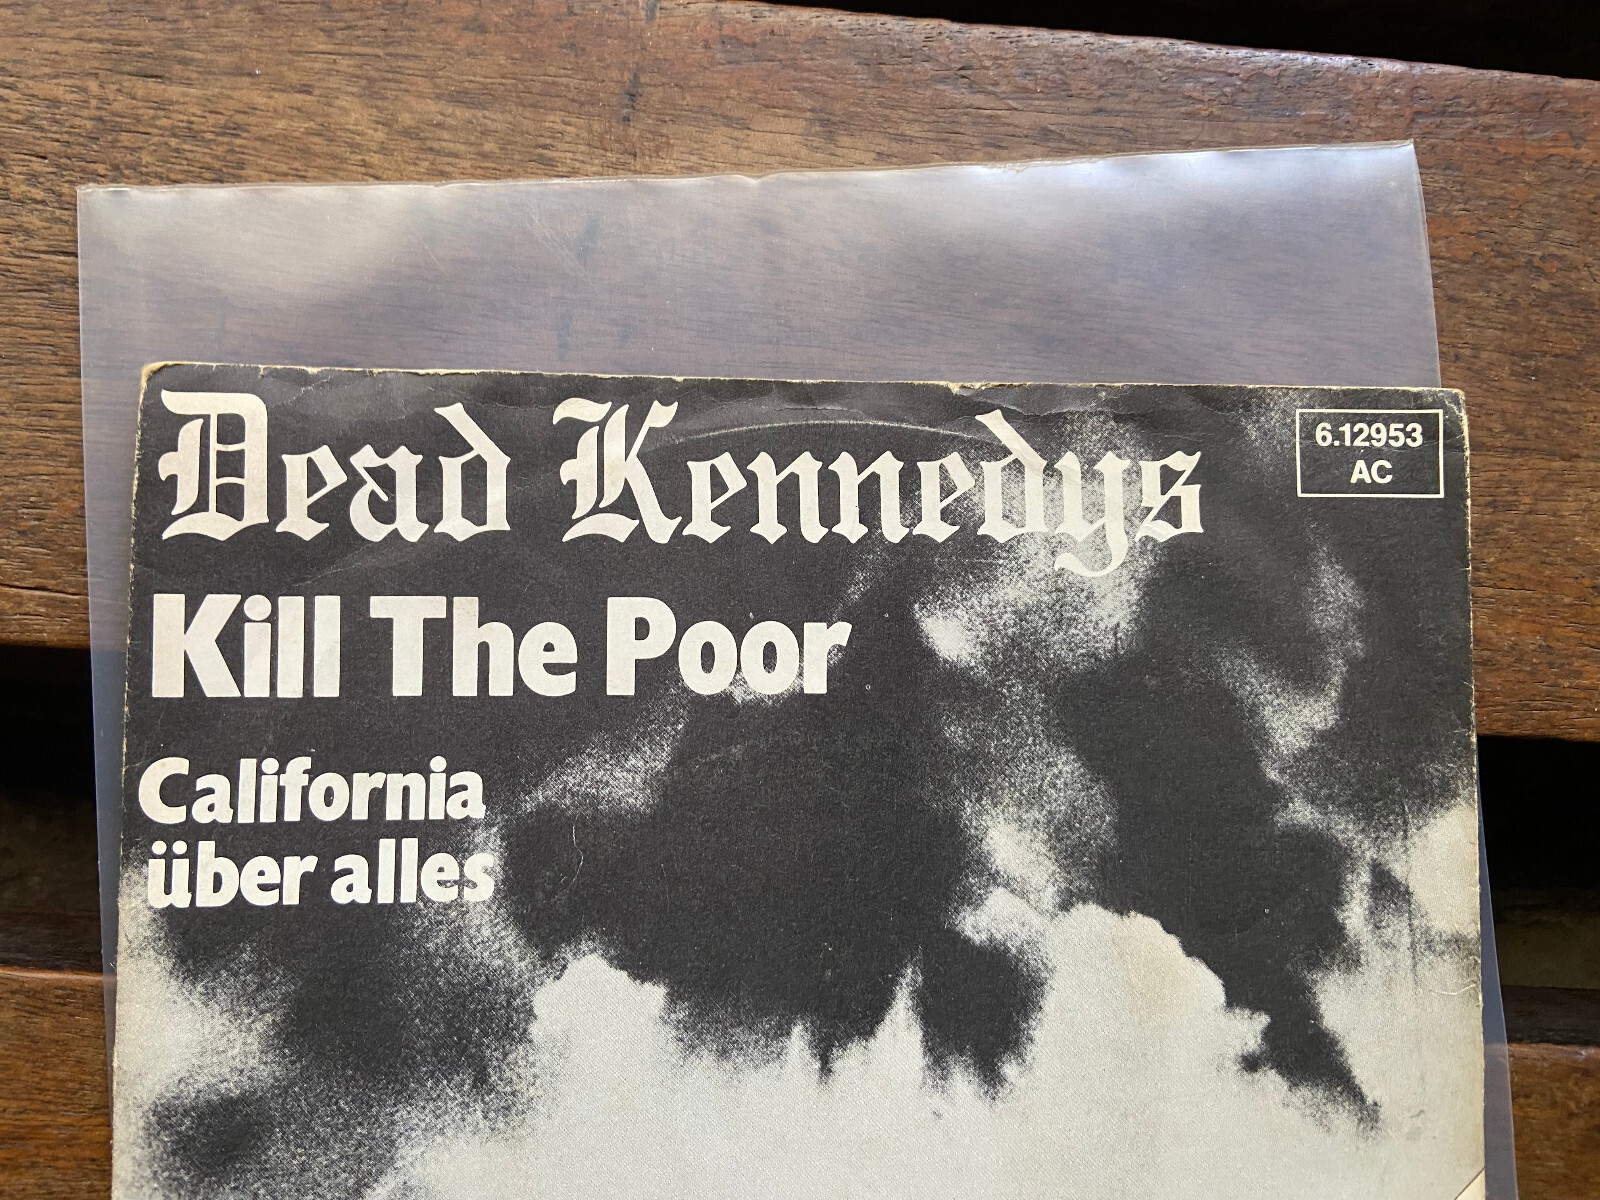 Dead Kennedys
6.12953
AC
Kill The Poor
California
über alles